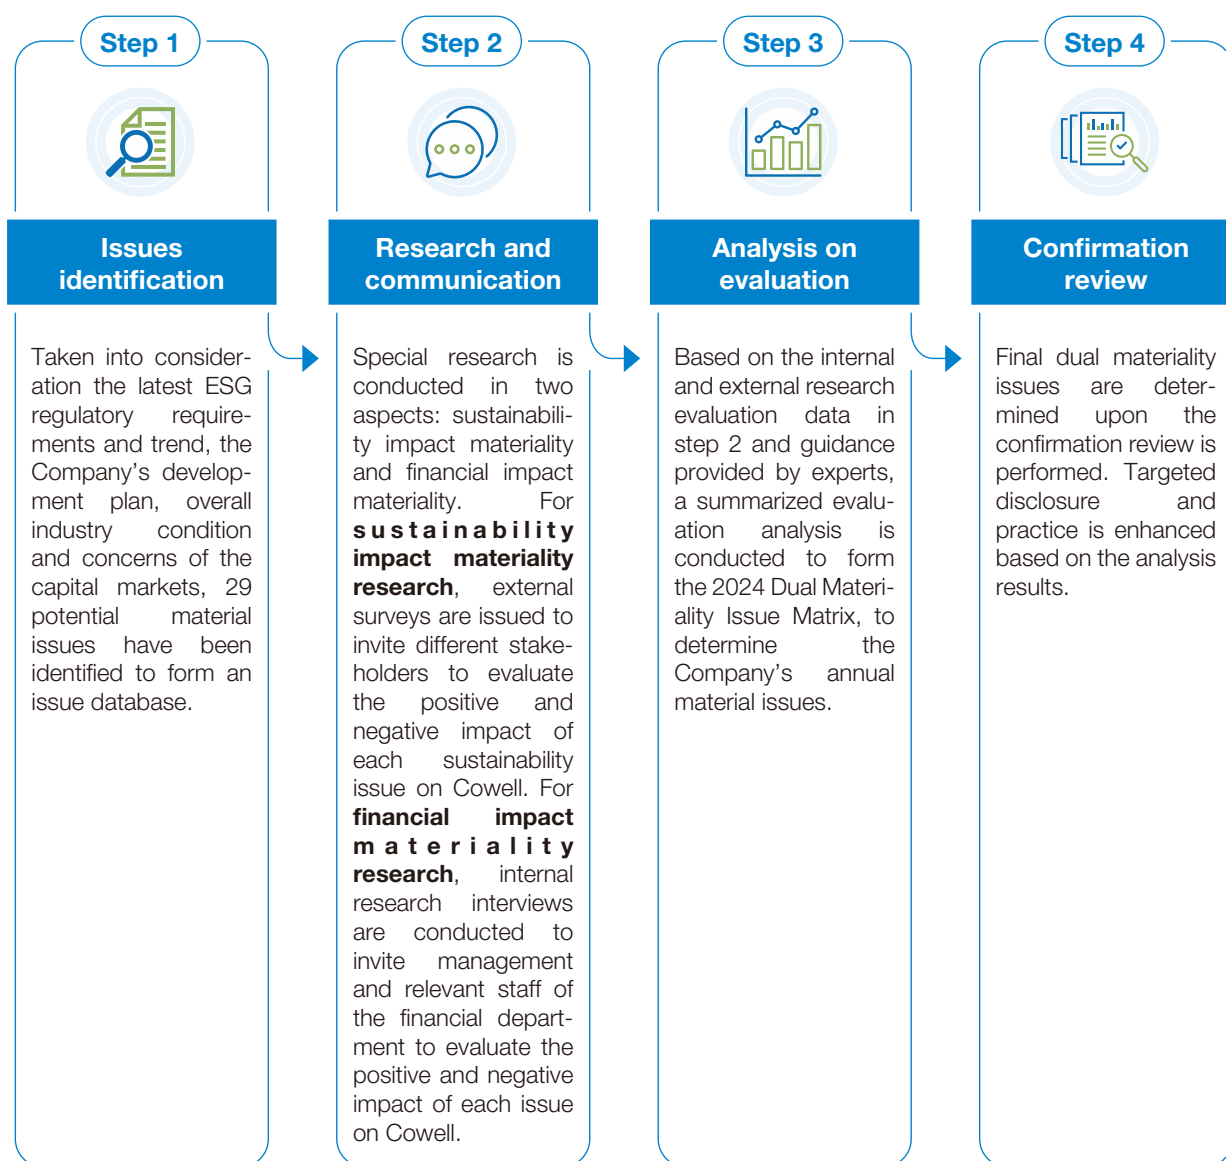 Step 1
Issues
identification
Taken into consider-
ation the latest ESG
regulatory require-
ments and trend, the
Company's develop-
ment plan, overall
industry condition
and concerns of the
capital markets, 29
potential material
issues have been
identified to form an
issue database.
Step 2
Research and
communication
Special research is
conducted in two
aspects: sustainabili-
ty impact materiality
and financial impact
materiality. For
sustainability
impact materiality
research, external
surveys are issued to
invite different stake-
holders to evaluate
the positive and
negative impact of
each sustainability
issue on Cowell. For
financial impact
materiality
research, internal
research interviews
are conducted to
invite management
and relevant staff of
the financial depart-
ment to evaluate the
positive and negative
impact of each issue
on Cowell.
Step 3
Analysis on
evaluation
Based on the internal
and external research
evaluation data in
step 2 and guidance
provided by experts,
a summarized evalu-
ation analysis is
conducted to form
the 2024 Dual Materi-
ality Issue Matrix, to
determine the
Company's annual
material issues.
Step 4
Confirmation
review
Final dual materiality
issues are deter-
mined upon the
confirmation review is
performed. Targeted
disclosure and
practice is enhanced
based on the analysis
results.